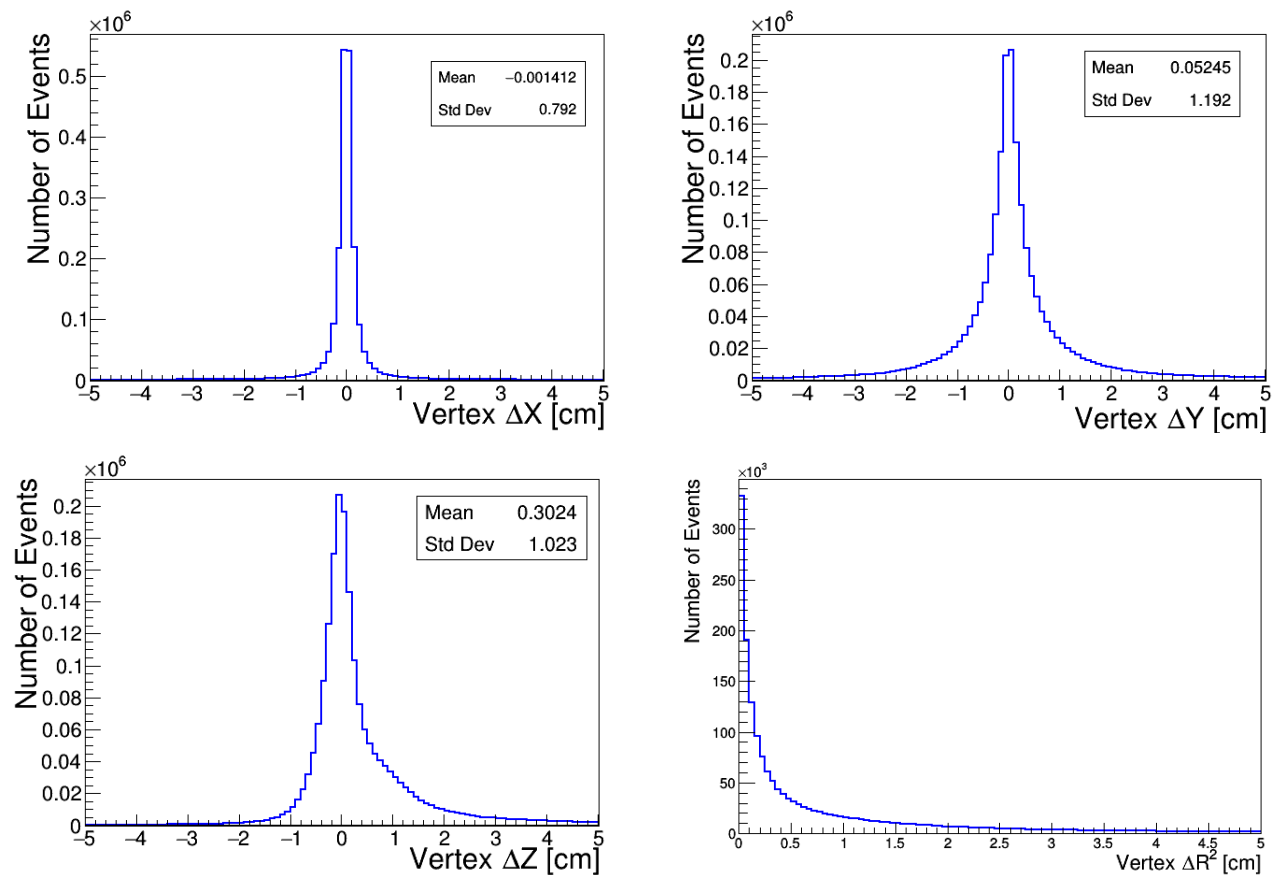 ×10^6
Number of Events
0.5
0.4
0.3
0.2
0.1
0
Mean −0.001412
Std Dev 0.792
−5 −4 −3 −2 −1 0 1 2 3 4 5
Vertex ΔX [cm]
×10^6
Number of Events
0.2
0.18
0.16
0.14
0.12
0.1
0.08
0.06
0.04
0.02
0
Mean 0.05245
Std Dev 1.192
−5 −4 −3 −2 −1 0 1 2 3 4 5
Vertex ΔY [cm]
×10^6
Number of Events
0.2
0.18
0.16
0.14
0.12
0.1
0.08
0.06
0.04
0.02
0
Mean 0.3024
Std Dev 1.023
−5 −4 −3 −2 −1 0 1 2 3 4 5
Vertex ΔZ [cm]
×10^3
Number of Events
350
300
250
200
150
100
50
0
0 0.5 1 1.5 2 2.5 3 3.5 4 4.5 5
Vertex ΔR² [cm]